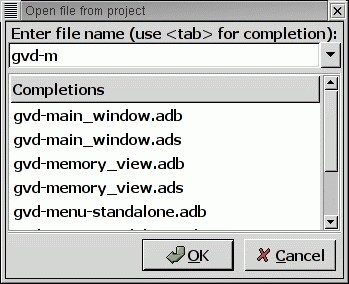 Open file from project
Enter file name (use <tab> for completion):
gvd-m
Completions
gvd-main_window.adb
gvd-main_window.ads
gvd-memory_view.adb
gvd-memory_view.ads
gvd-menu-standalone.adb
OK
Cancel